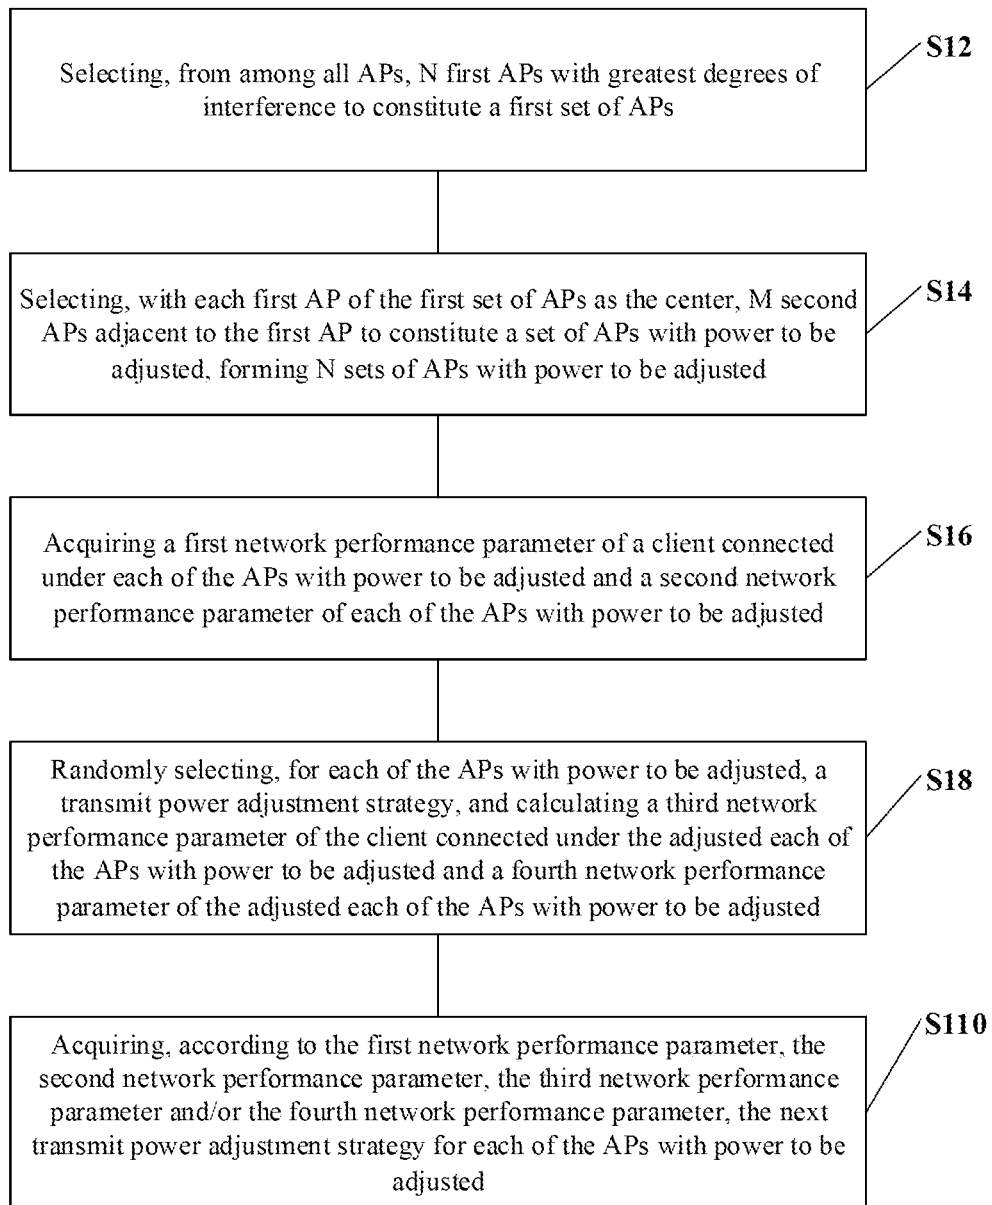 Selecting, from among all APs, N first APs with greatest degrees of
interference to constitute a first set of APs
S12
Selecting, with each first AP of the first set of APs as the center, M second
APs adjacent to the first AP to constitute a set of APs with power to be
adjusted, forming N sets of APs with power to be adjusted
S14
Acquiring a first network performance parameter of a client connected
under each of the APs with power to be adjusted and a second network
performance parameter of each of the APs with power to be adjusted
S16
Randomly selecting, for each of the APs with power to be adjusted, a
transmit power adjustment strategy, and calculating a third network
performance parameter of the client connected under the adjusted each of
the APs with power to be adjusted and a fourth network performance
parameter of the adjusted each of the APs with power to be adjusted
S18
Acquiring, according to the first network performance parameter, the
second network performance parameter, the third network performance
parameter and/or the fourth network performance parameter, the next
transmit power adjustment strategy for each of the APs with power to be
adjusted
S110